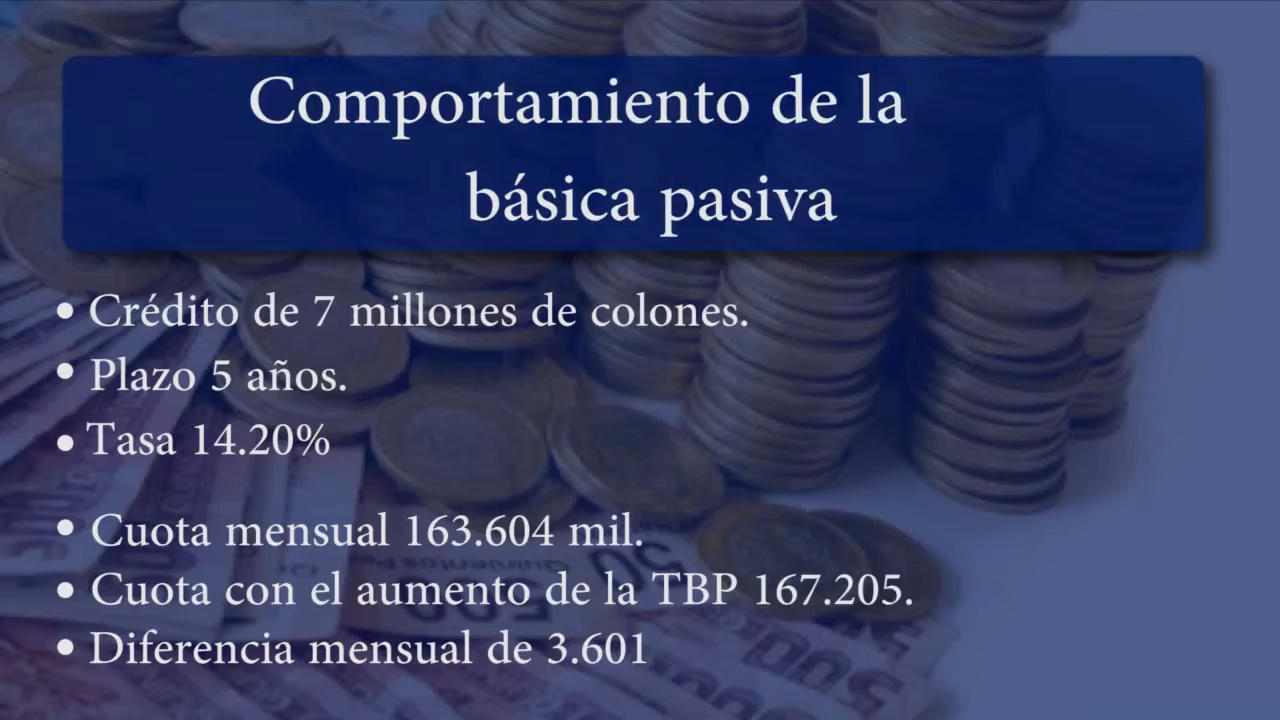 Comportamiento de la
básica pasiva
• Crédito de 7 millones de colones.
• Plazo 5 años.
• Tasa 14.20%
• Cuota mensual 163.604 mil.
• Cuota con el aumento de la TBP 167.205.
• Diferencia mensual de 3.601